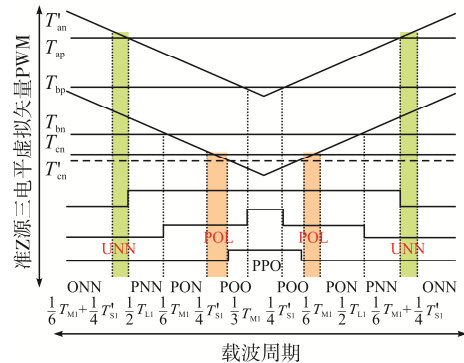 准Z源三电平虚拟矢量PWM
T'an
Tap
Tbp
Tbn
Tcn
T'cn
UNN POL POL UNN
PPO
ONN PNN PON POO POO PON PNN ONN
1/6 TM1 + 1/4 T'S1 1/2 TL1 1/6 TM1 1/4 T'S1 1/3 TM1 1/4 T'S1 1/6 TM1 1/2 TL1 1/6 TM1 + 1/4 T'S1
载波周期